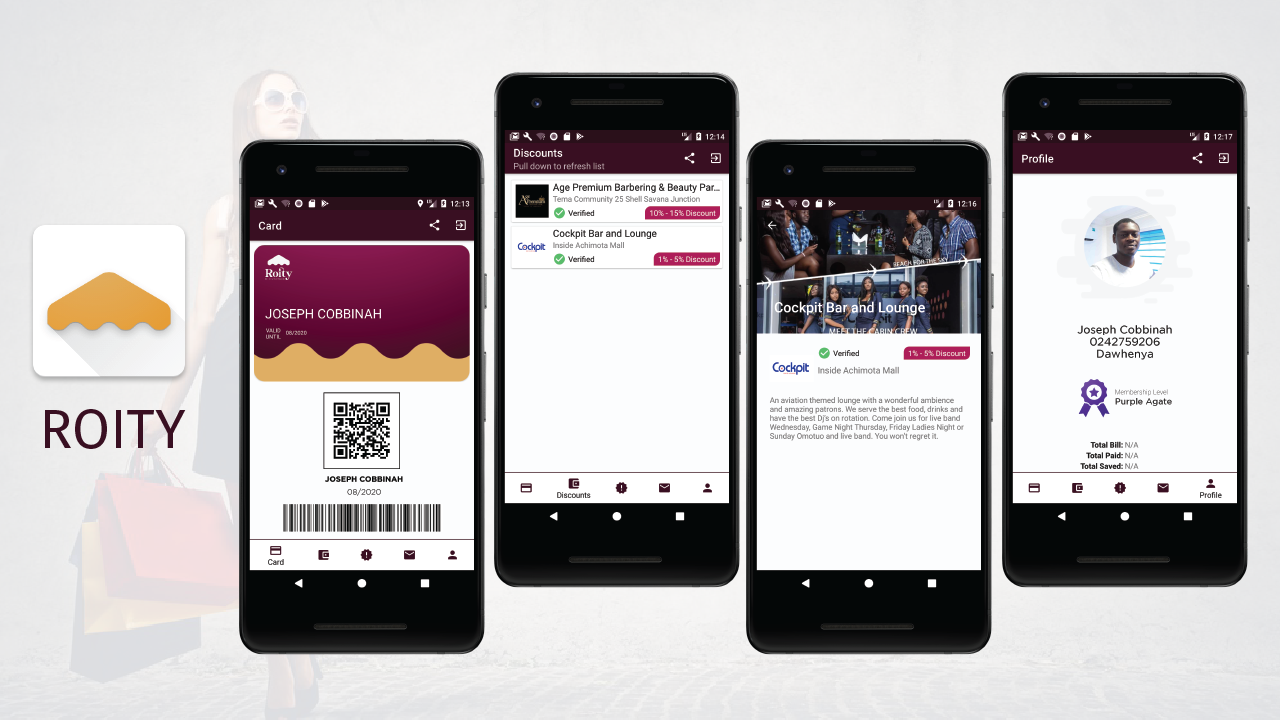 ROITY
12:13
Card
Roity
JOSEPH COBBINAH
VALID
UNTIL
08/2020
JOSEPH COBBINAH
08/2020
Card
12:14
Discounts
Pull down to refresh list
Age Premium Barbering & Beauty Par...
Tema Community 25 Shell Savana Junction
Verified
10% - 15% Discount
Cockpit
Cockpit Bar and Lounge
Inside Achimota Mall
Verified
1% - 5% Discount
Discounts
12:16
REACH FOR THE SKY
Cockpit Bar and Lounge
MEET THE CABIN CREW
Cockpit
Verified
1% - 5% Discount
Inside Achimota Mall
An aviation themed lounge with a wonderful ambience
and amazing patrons. We serve the best food, drinks and
have the best Dj's on rotation. Come join us for live band
Wednesday, Game Night Thursday, Friday Ladies Night or
Sunday Omotuo and live band. You won't regret it.
12:17
Profile
Joseph Cobbinah
0242759206
Dawhenya
Membership Level
Purple Agate
Total Bill: N/A
Total Paid: N/A
Total Saved: N/A
Profile